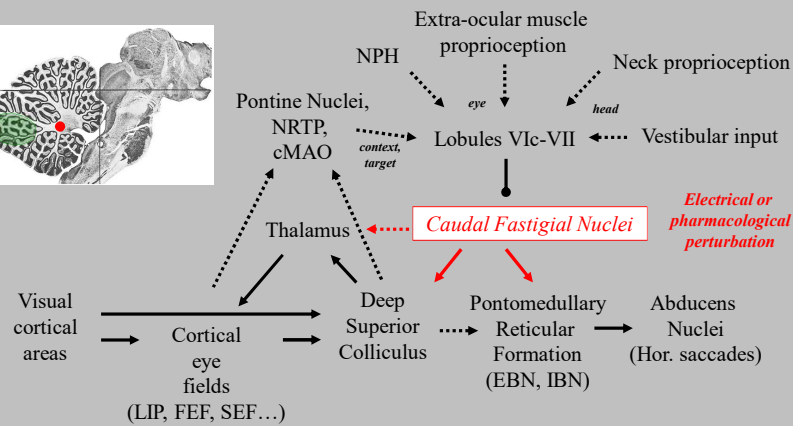 Extra-ocular muscle
proprioception
NPH
Neck proprioception
eye
head
Pontine Nuclei,
NRTP,
cMAO
context,
target
Lobules VIc-VII
Vestibular input
Thalamus
Caudal Fastigial Nuclei
Electrical or
pharmacological
perturbation
Visual
cortical
areas
Cortical
eye
fields
(LIP, FEF, SEF…)
Deep
Superior
Colliculus
Pontomedullary
Reticular
Formation
(EBN, IBN)
Abducens
Nuclei
(Hor. saccades)